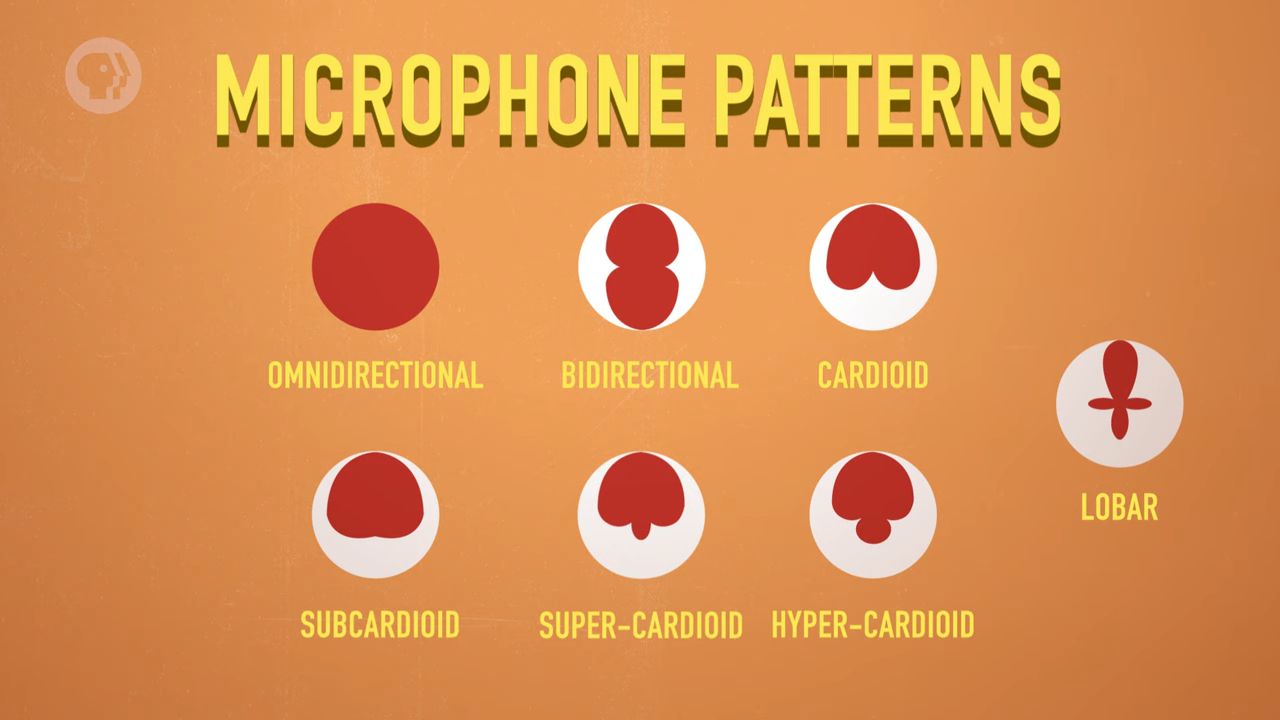 MICROPHONE PATTERNS
OMNIDIRECTIONAL
BIDIRECTIONAL
CARDIOID
SUBCARDIOID
SUPER-CARDIOID
HYPER-CARDIOID
LOBAR